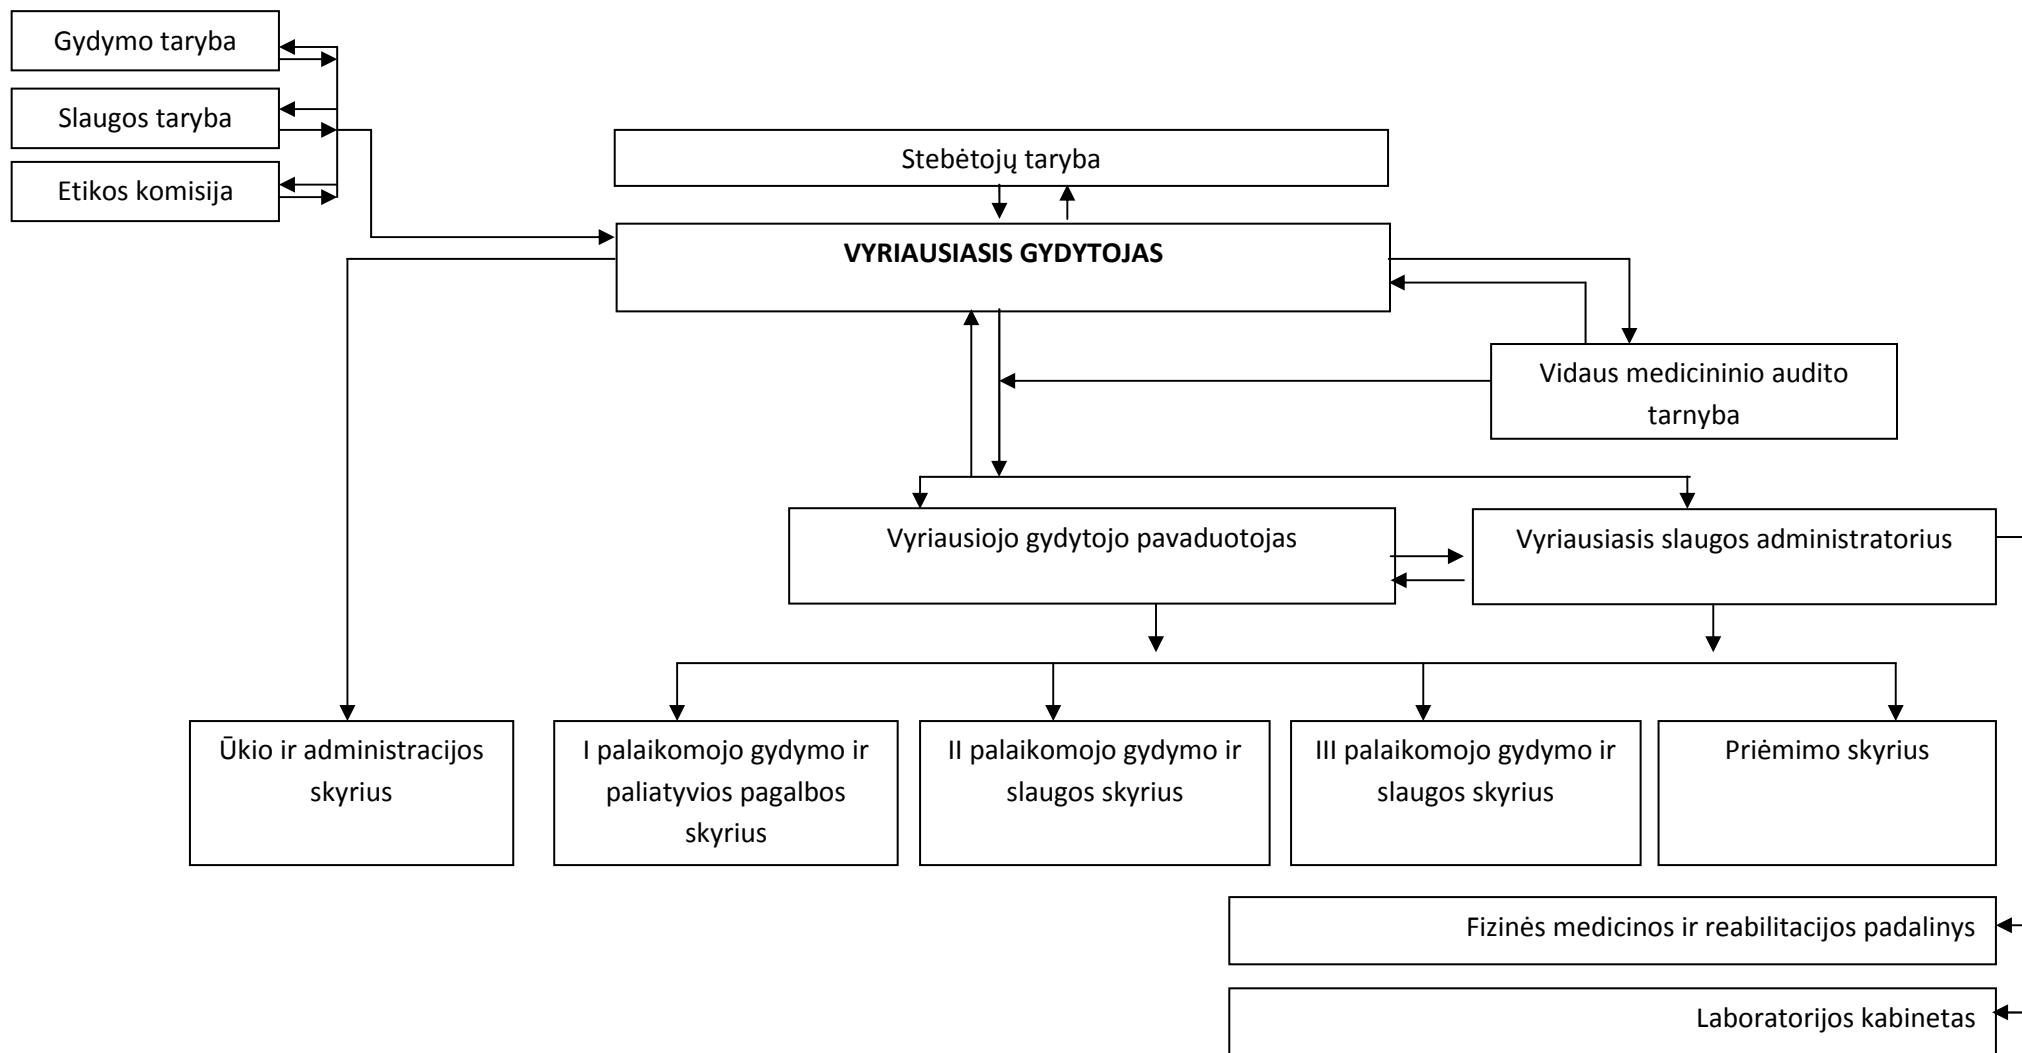 Gydymo taryba
Slaugos taryba
Etikos komisija
Stebėtojų taryba
VYRIAUSIASIS GYDYTOJAS
Vidaus medicininio audito
tarnyba
Vyriausiojo gydytojo pavaduotojas
Vyriausiasis slaugos administratorius
Ūkio ir administracijos
skyrius
I palaikomojo gydymo ir
paliatyvios pagalbos
skyrius
II palaikomojo gydymo ir
slaugos skyrius
III palaikomojo gydymo ir
slaugos skyrius
Priėmimo skyrius
Fizinės medicinos ir reabilitacijos padalinys
Laboratorijos kabinetas